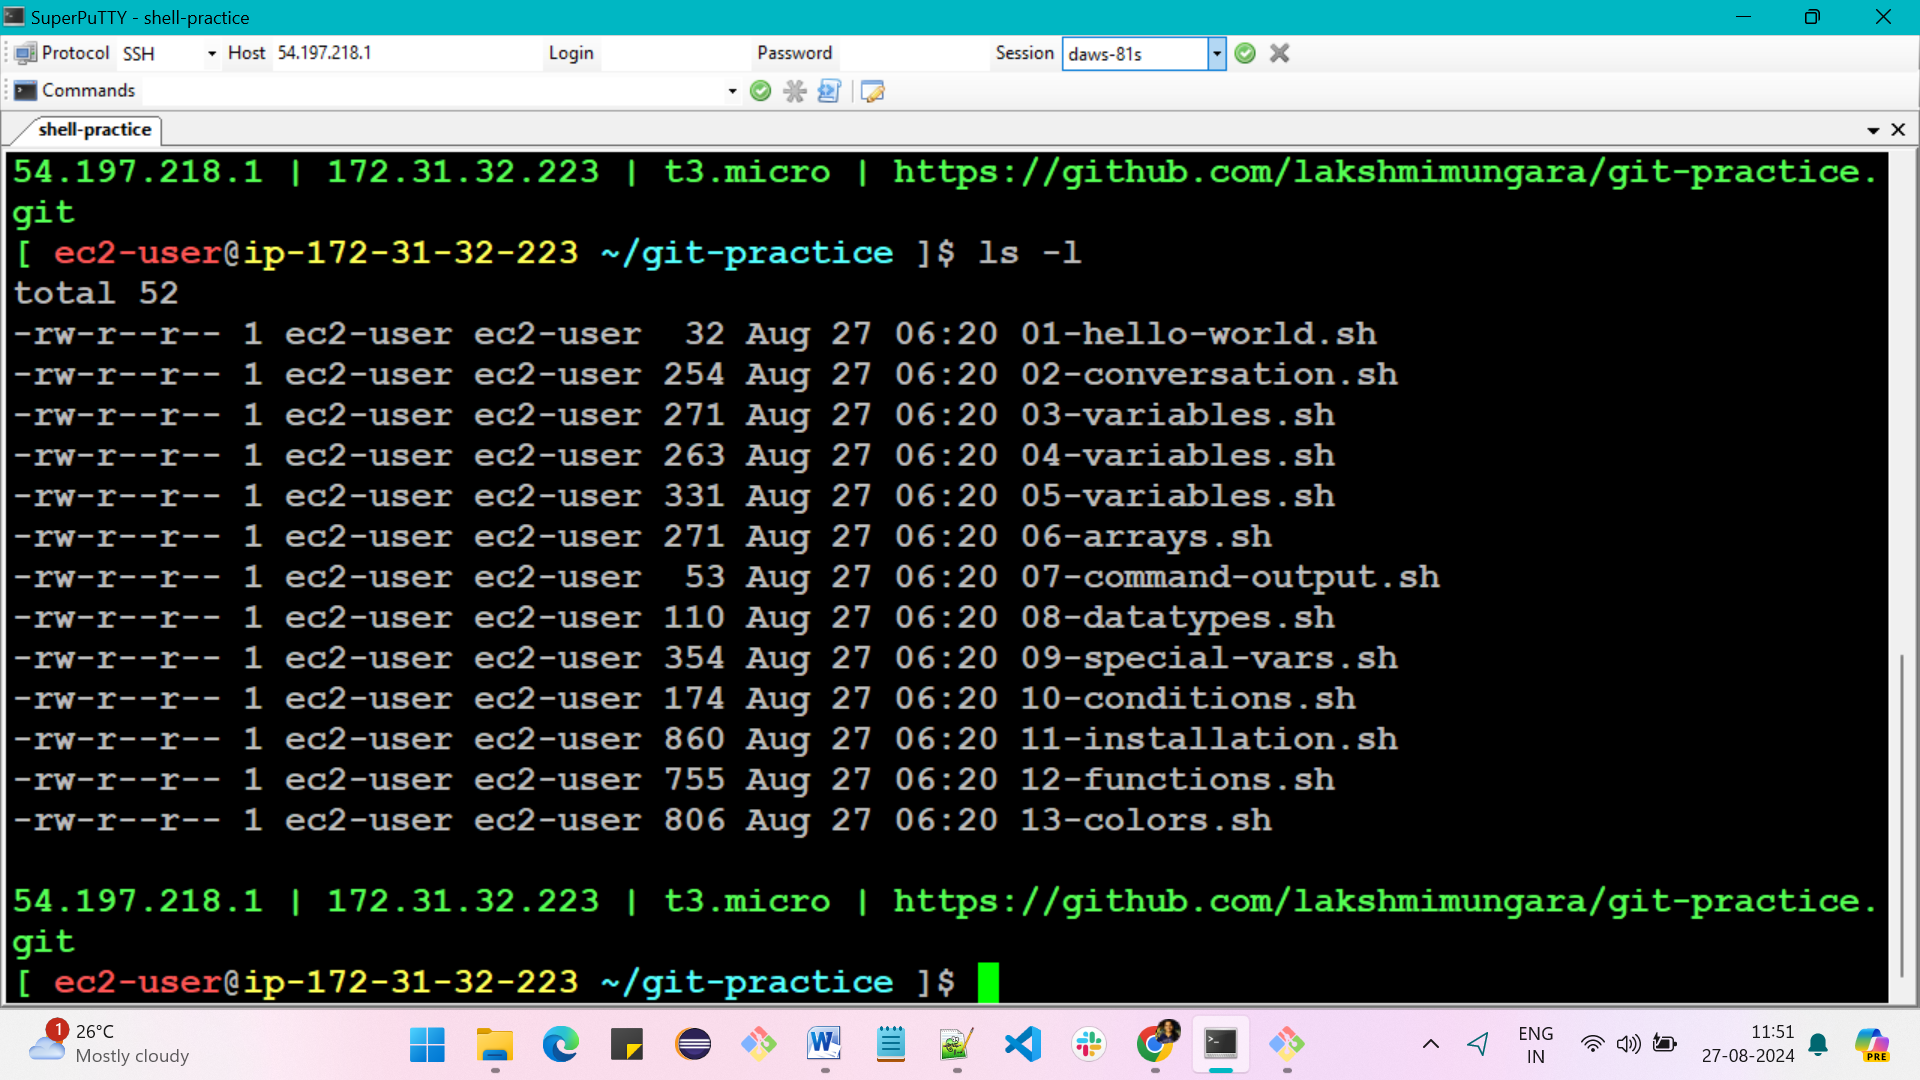 SuperPuTTY - shell-practice
Protocol SSH Host 54.197.218.1 Login Password Session daws-81s
Commands
shell-practice
54.197.218.1 | 172.31.32.223 | t3.micro | https://github.com/lakshmimungara/git-practice.
git
[ ec2-user@ip-172-31-32-223 ~/git-practice ]$ ls -l
total 52
-rw-r--r-- 1 ec2-user ec2-user  32 Aug 27 06:20 01-hello-world.sh
-rw-r--r-- 1 ec2-user ec2-user 254 Aug 27 06:20 02-conversation.sh
-rw-r--r-- 1 ec2-user ec2-user 271 Aug 27 06:20 03-variables.sh
-rw-r--r-- 1 ec2-user ec2-user 263 Aug 27 06:20 04-variables.sh
-rw-r--r-- 1 ec2-user ec2-user 331 Aug 27 06:20 05-variables.sh
-rw-r--r-- 1 ec2-user ec2-user 271 Aug 27 06:20 06-arrays.sh
-rw-r--r-- 1 ec2-user ec2-user  53 Aug 27 06:20 07-command-output.sh
-rw-r--r-- 1 ec2-user ec2-user 110 Aug 27 06:20 08-datatypes.sh
-rw-r--r-- 1 ec2-user ec2-user 354 Aug 27 06:20 09-special-vars.sh
-rw-r--r-- 1 ec2-user ec2-user 174 Aug 27 06:20 10-conditions.sh
-rw-r--r-- 1 ec2-user ec2-user 860 Aug 27 06:20 11-installation.sh
-rw-r--r-- 1 ec2-user ec2-user 755 Aug 27 06:20 12-functions.sh
-rw-r--r-- 1 ec2-user ec2-user 806 Aug 27 06:20 13-colors.sh
54.197.218.1 | 172.31.32.223 | t3.micro | https://github.com/lakshmimungara/git-practice.
git
[ ec2-user@ip-172-31-32-223 ~/git-practice ]$
1 26°C
Mostly cloudy
ENG
IN
11:51
27-08-2024
PRE